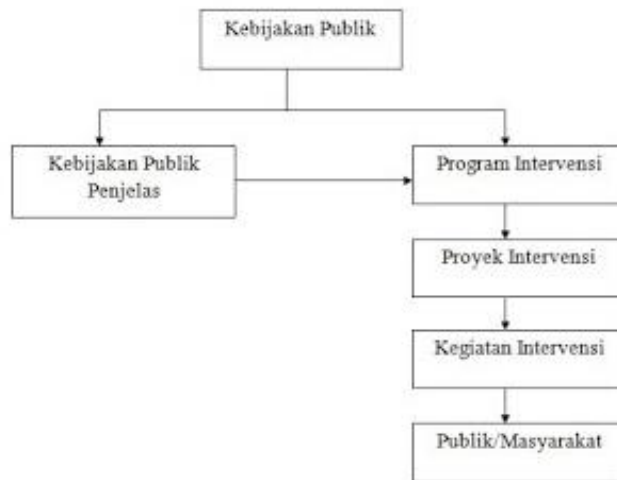 Kebijakan Publik
Kebijakan Publik
Penjelas
Program Intervensi
Proyek Intervensi
Kegiatan Intervensi
Publik/Masyarakat